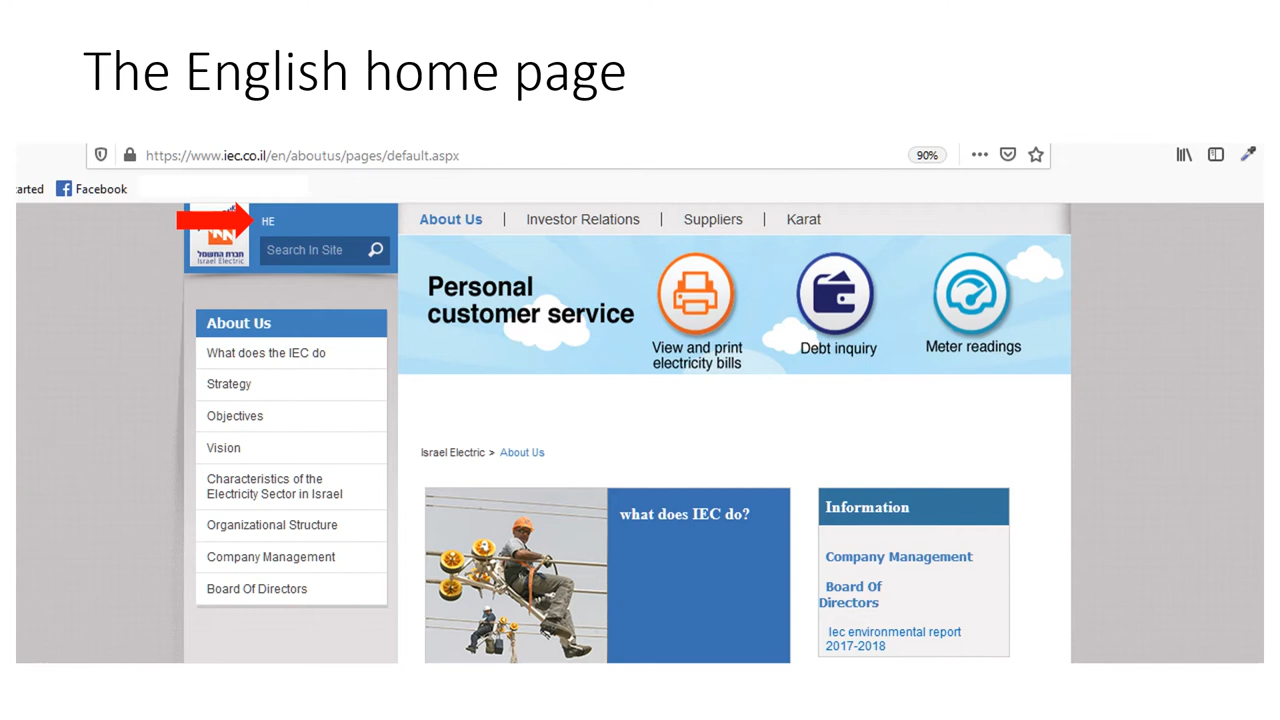 The English home page
https://www.iec.co.il/en/aboutus/pages/default.aspx
90%
arted
Facebook
HE
About Us | Investor Relations | Suppliers | Karat
חברת החשמל
Israel Electric
Search In Site
Personal
customer service
View and print
electricity bills
Debt inquiry
Meter readings
About Us
What does the IEC do
Strategy
Objectives
Vision
Characteristics of the
Electricity Sector in Israel
Organizational Structure
Company Management
Board Of Directors
Israel Electric > About Us
what does IEC do?
Information
Company Management
Board Of
Directors
Iec environmental report
2017-2018